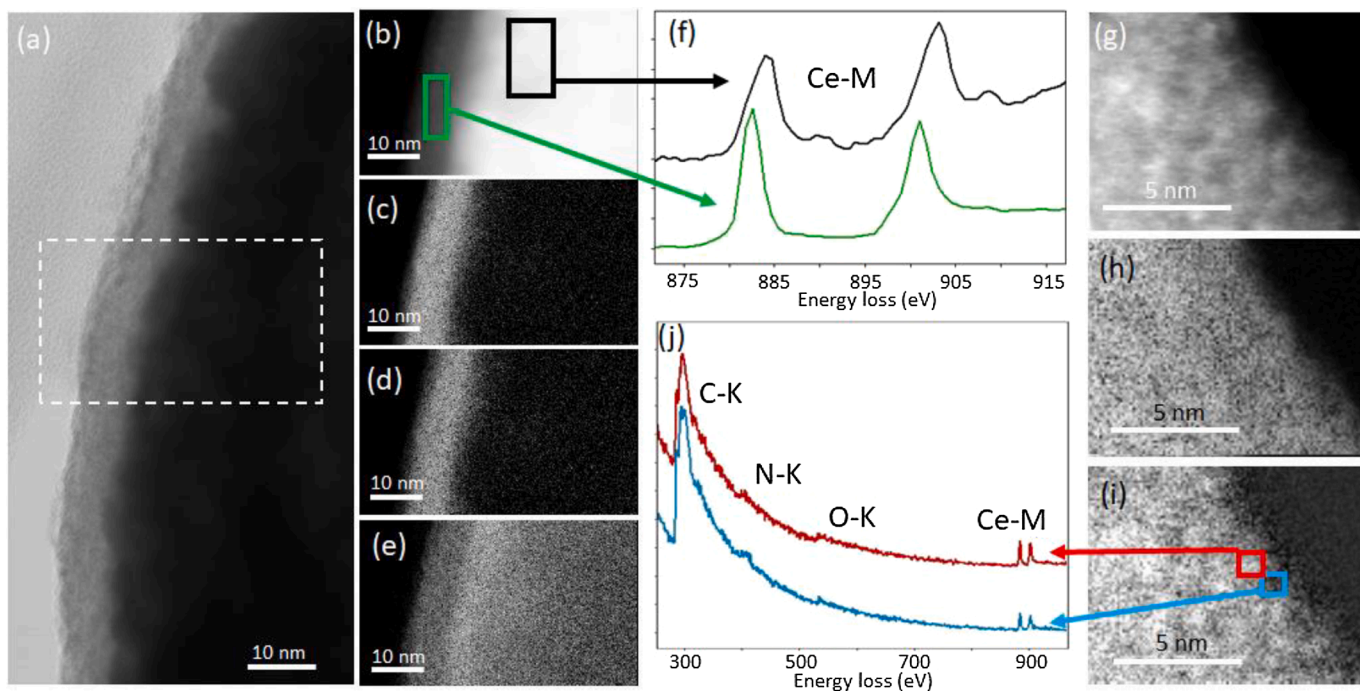 (a)
10 nm
(b)
10 nm
(c)
10 nm
(d)
10 nm
(e)
10 nm
(f)
Ce-M
875 885 895 905 915
Energy loss (eV)
(j)
C-K
N-K
O-K
Ce-M
300 500 700 900
Energy loss (eV)
(g)
5 nm
(h)
5 nm
(i)
5 nm